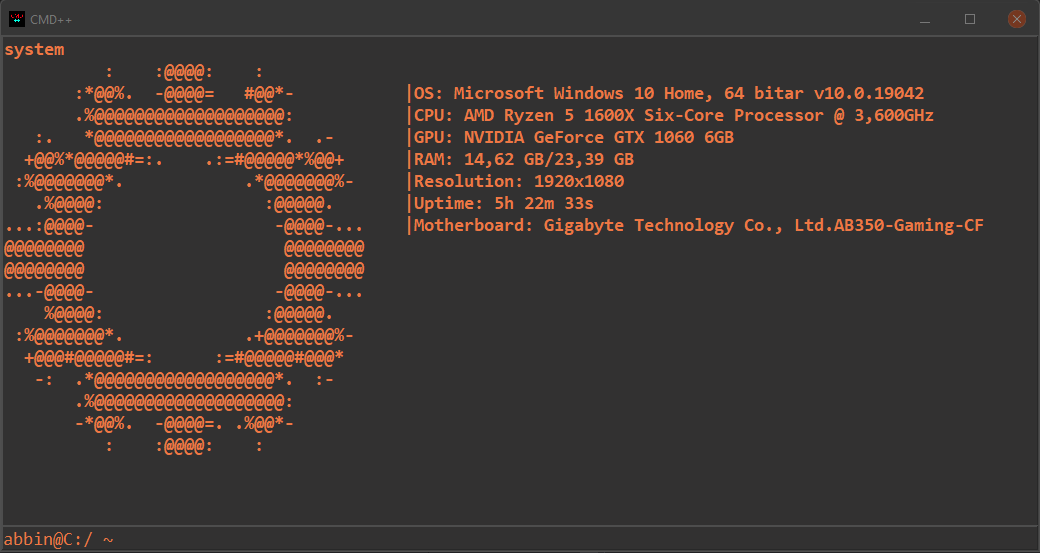 CMD++
system
          :    :@@@@:    :
       :*@@%.  -@@@@=   #@@*-           |OS: Microsoft Windows 10 Home, 64 bitar v10.0.19042
       .%@@@@@@@@@@@@@@@@@@@:           |CPU: AMD Ryzen 5 1600X Six-Core Processor @ 3,600GHz
   :.   *@@@@@@@@@@@@@@@@@@*.  .-       |GPU: NVIDIA GeForce GTX 1060 6GB
  +@@%*@@@@@#=:.    .:=#@@@@@*%@@+      |RAM: 14,62 GB/23,39 GB
 :%@@@@@@@*.            .*@@@@@@@%-     |Resolution: 1920x1080
   .%@@@@:                :@@@@@.       |Uptime: 5h 22m 33s
...:@@@@-                  -@@@@-...    |Motherboard: Gigabyte Technology Co., Ltd.AB350-Gaming-CF
@@@@@@@@                    @@@@@@@@
@@@@@@@@                    @@@@@@@@
...-@@@@-                  -@@@@-...
    %@@@@:                :@@@@@.
 :%@@@@@@@*.            .+@@@@@@@%-
  +@@@#@@@@@#=:      :=#@@@@@#@@@*
   -:  .*@@@@@@@@@@@@@@@@@@*.  :-
       .%@@@@@@@@@@@@@@@@@@@:
       -*@@%.  -@@@@=. .%@@*-
          :    :@@@@:    :
abbin@C:/ ~